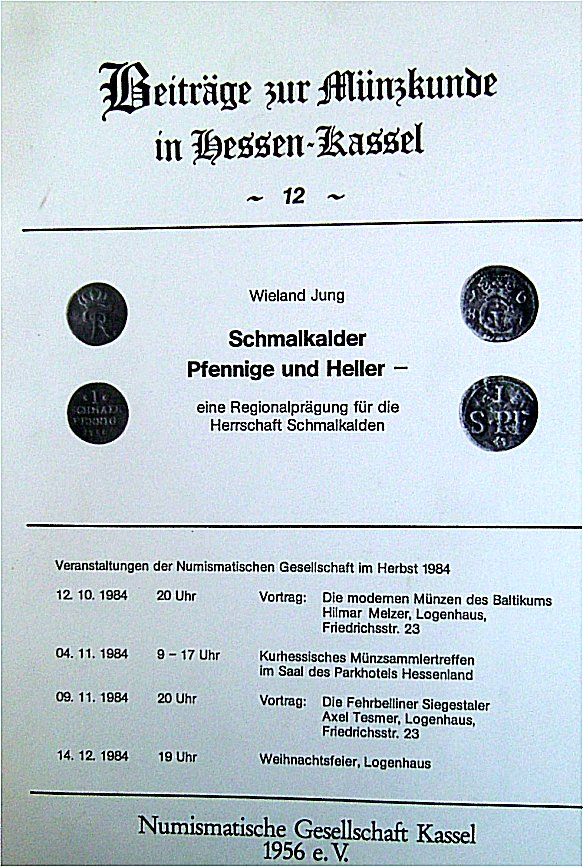 Beiträge zur Münzkunde
in Hessen-Kassel
~ 12 ~
Wieland Jung
Schmalkalder
Pfennige und Heller –
eine Regionalprägung für die
Herrschaft Schmalkalden
1
S·PF
Veranstaltungen der Numismatischen Gesellschaft im Herbst 1984
12. 10. 1984 20 Uhr Vortrag: Die modernen Münzen des Baltikums
Hilmar Melzer, Logenhaus,
Friedrichsstr. 23
04. 11. 1984 9 – 17 Uhr Kurhessisches Münzsammlertreffen
im Saal des Parkhotels Hessenland
09. 11. 1984 20 Uhr Vortrag: Die Fehrbelliner Siegestaler
Axel Tesmer, Logenhaus,
Friedrichsstr. 23
14. 12. 1984 19 Uhr Weihnachtsfeier, Logenhaus
Numismatische Gesellschaft Kassel
1956 e. V.